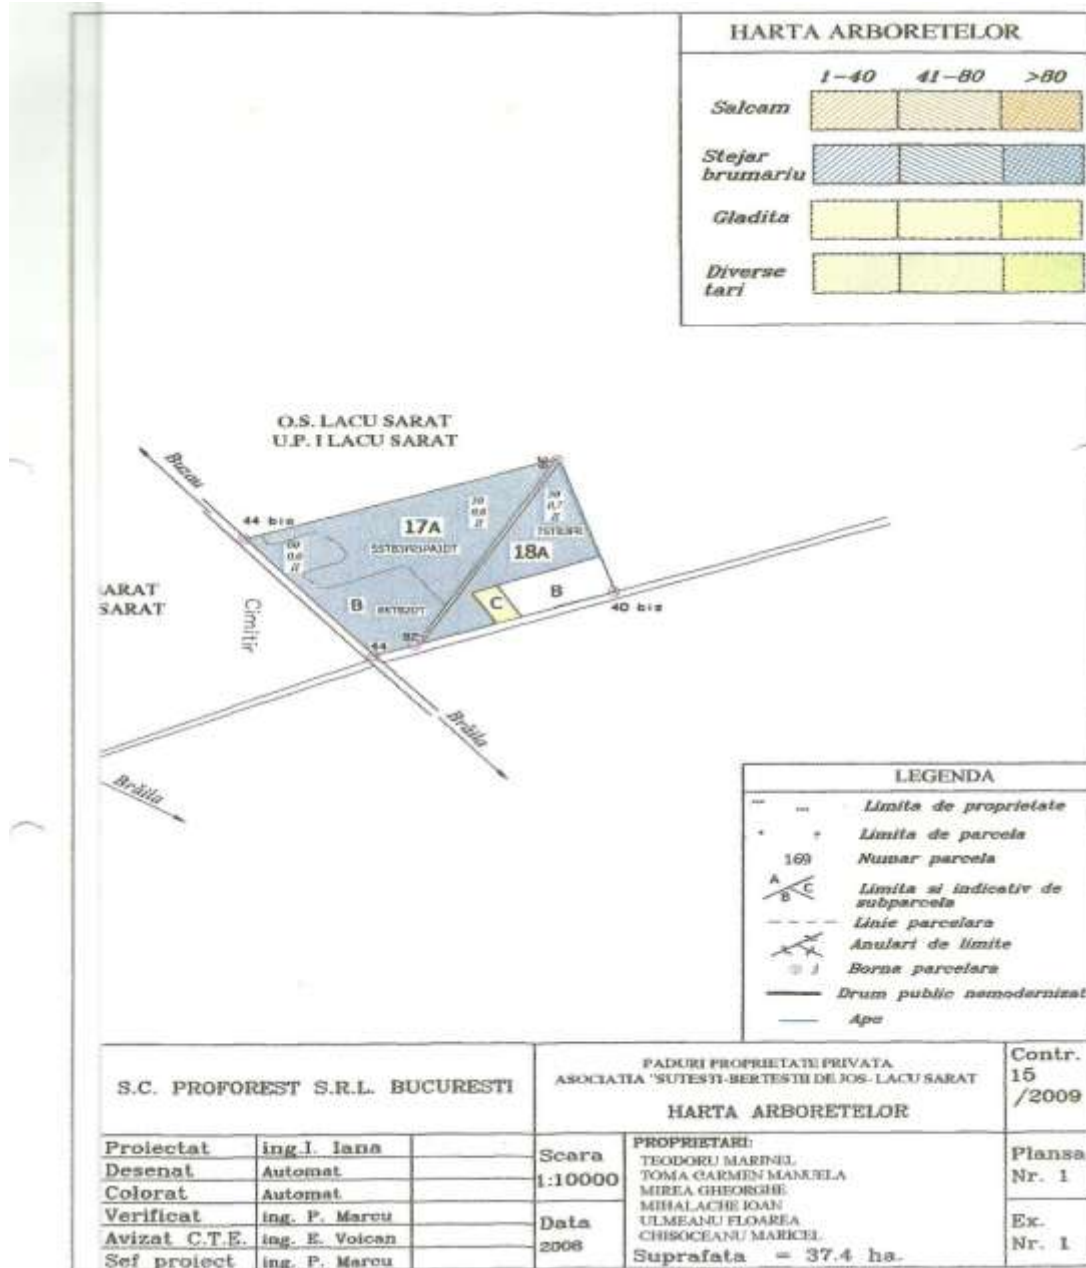 HARTA ARBORETELOR
1-40 41-80 >80
Salcam
Stejar
brumariu
Gladita
Diverse
tari
O.S. LACU SARAT
U.P. I LACU SARAT
Buzau
44 bis
17A
18A
B
B
C
ARAT
SARAT
Cimitir
44
40 bis
Brăila
Brăila
LEGENDA
Limita de proprietate
Limita de parcela
169 Numar parcela
A B C Limita si indicativ de
subparcela
Linie parcelara
Anulari de limite
Borna parcelara
Drum public nemodernizat
Apa
S.C. PROFOREST S.R.L. BUCURESTI
PADURI PROPRIETATE PRIVATA
ASOCIATIA "SUTESTI-BERTESTII DE JOS- LACU SARAT
HARTA ARBORETELOR
Contr.
15
/2009
Proiectat ing.I. Iana
Desenat Automat
Colorat Automat
Verificat ing. P. Marcu
Avizat C.T.E. ing. E. Voican
Sef proiect ing. P. Marcu
Scara
1:10000
Data
2008
PROPRIETARI:
TEODORU MARINEL
TOMA CARMEN MANUELA
MIREA GHEORGHE
MIHALACHE IOAN
ULMEANU FLOAREA
CHISOCEANU MARICEL
Suprafata = 37.4 ha.
Plansa
Nr. 1
Ex.
Nr. 1